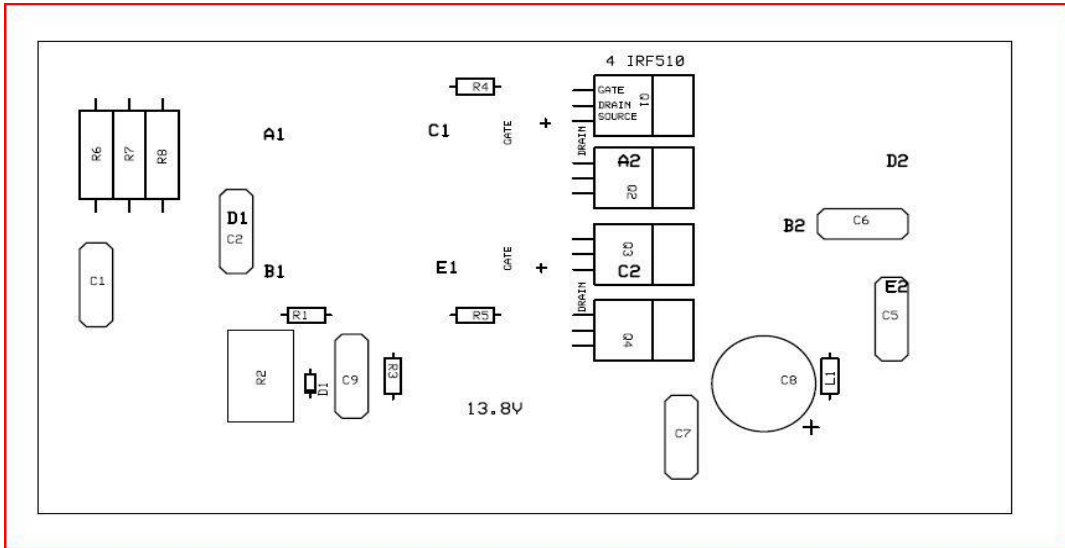 4 IRF510
R4
GATE
DRAIN
SOURCE
Q1
A1
C1
GATE
+
DRAIN
R6
R7
R8
A2
Q2
D2
D1
C2
B2
C6
Q3
C2
B1
E1
GATE
+
C1
DRAIN
E2
C5
R1
R5
Q4
R2
D1
C9
R3
C8
L1
13.8V
+
C7